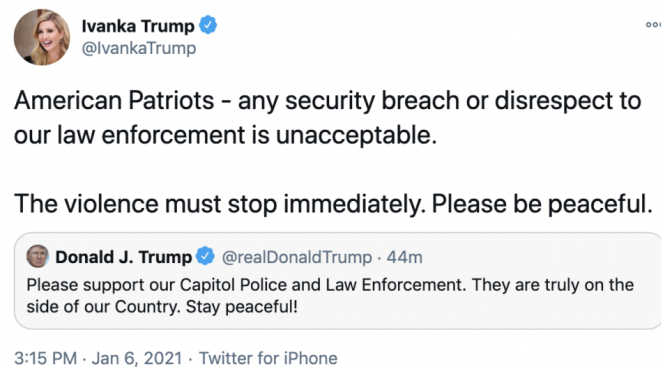 Ivanka Trump
@IvankaTrump
American Patriots - any security breach or disrespect to
our law enforcement is unacceptable.
The violence must stop immediately. Please be peaceful.
Donald J. Trump @realDonaldTrump · 44m
Please support our Capitol Police and Law Enforcement. They are truly on the
side of our Country. Stay peaceful!
3:15 PM · Jan 6, 2021 · Twitter for iPhone